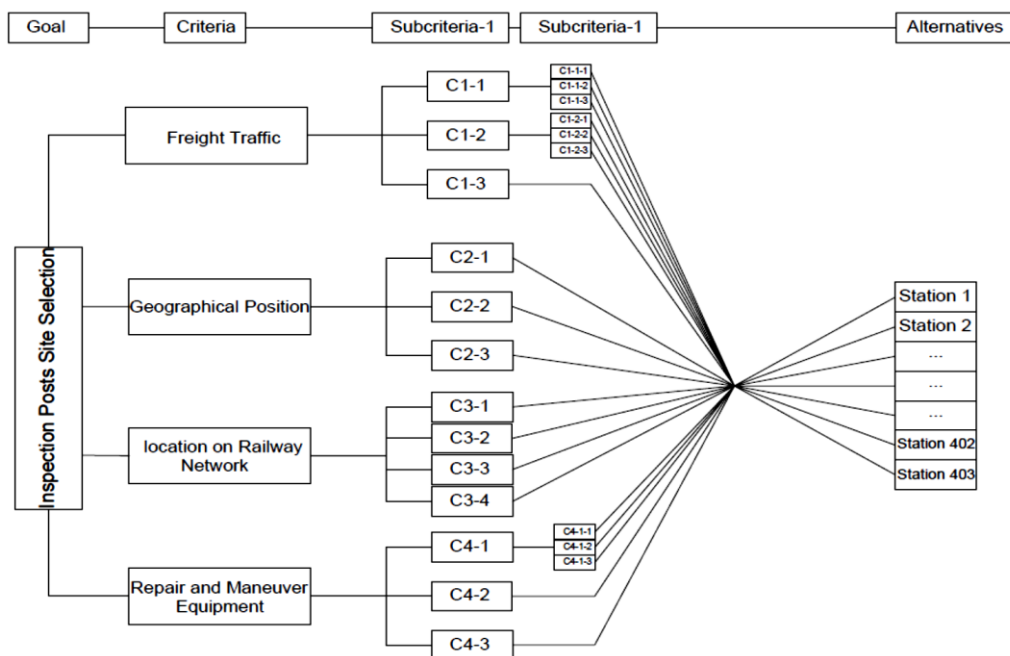 Goal
Criteria
Subcriteria-1
Subcriteria-1
Alternatives
Inspection Posts Site Selection
Freight Traffic
C1-1
C1-1-1
C1-1-2
C1-1-3
C1-2
C1-2-1
C1-2-2
C1-2-3
C1-3
Geographical Position
C2-1
C2-2
C2-3
location on Railway
Network
C3-1
C3-2
C3-3
C3-4
Repair and Maneuver
Equipment
C4-1
C4-1-1
C4-1-2
C4-1-3
C4-2
C4-3
Station 1
Station 2
...
...
...
Station 402
Station 403